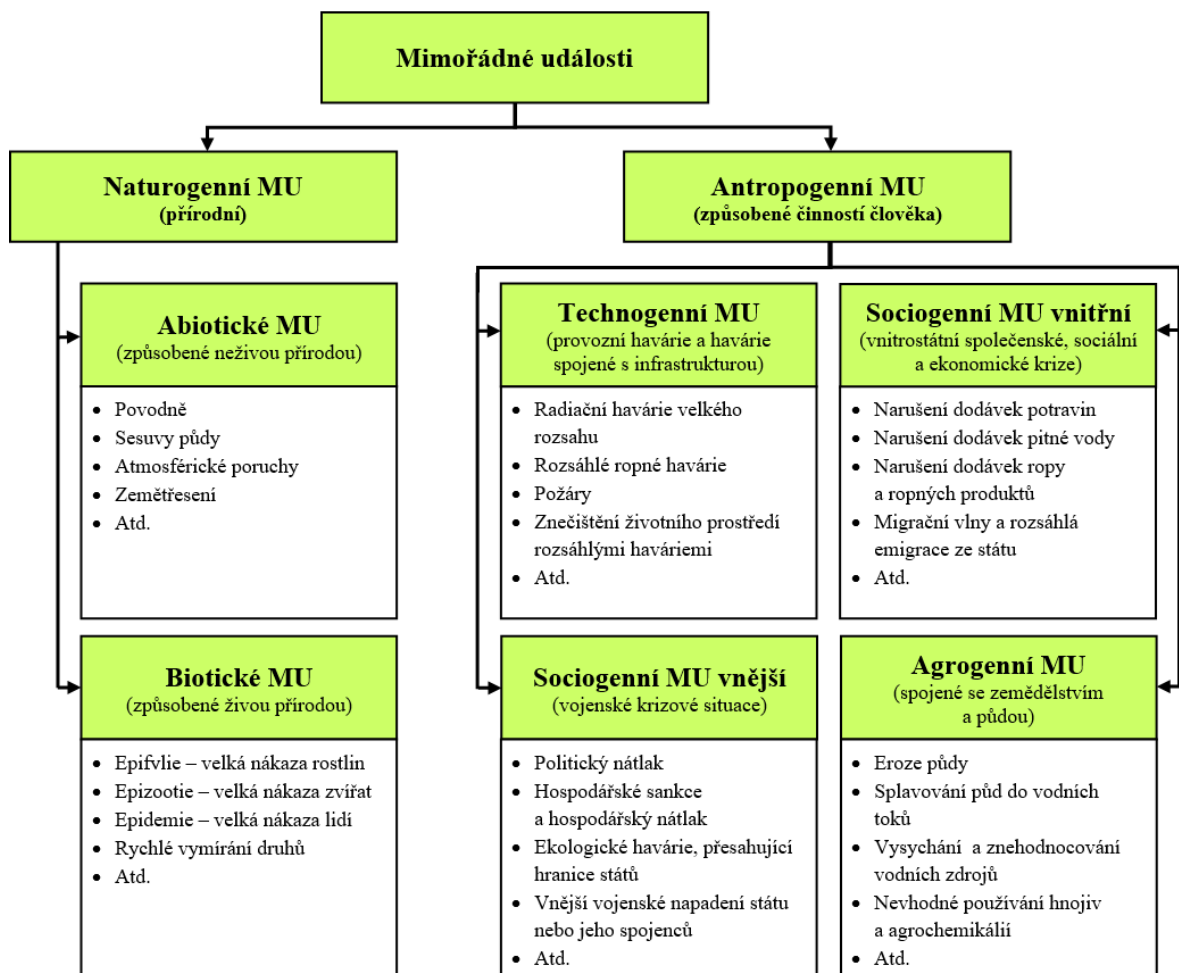 Mimořádné události
Naturogenní MU
(přírodní)
Antropogenní MU
(způsobené činností člověka)
Abiotické MU
(způsobené neživou přírodou)
• Povodně
• Sesuvy půdy
• Atmosférické poruchy
• Zemětřesení
• Atd.
Technogenní MU
(provozní havárie a havárie
spojené s infrastrukturou)
• Radiační havárie velkého
rozsahu
• Rozsáhlé ropné havárie
• Požáry
• Znečištění životního prostředí
rozsáhlými haváriemi
• Atd.
Sociogenní MU vnitřní
(vnitrostátní společenské, sociální
a ekonomické krize)
• Narušení dodávek potravin
• Narušení dodávek pitné vody
• Narušení dodávek ropy
a ropných produktů
• Migrační vlny a rozsáhlá
emigrace ze státu
• Atd.
Biotické MU
(způsobené živou přírodou)
• Epifvlie – velká nákaza rostlin
• Epizootie – velká nákaza zvířat
• Epidemie – velká nákaza lidí
• Rychlé vymírání druhů
• Atd.
Sociogenní MU vnější
(vojenské krizové situace)
• Politický nátlak
• Hospodářské sankce
a hospodářský nátlak
• Ekologické havárie, přesahující
hranice států
• Vnější vojenské napadení státu
nebo jeho spojenců
• Atd.
Agrogenní MU
(spojené se zemědělstvím
a půdou)
• Eroze půdy
• Splavování půd do vodních
toků
• Vysychání a znehodnocování
vodních zdrojů
• Nevhodné používání hnojiv
a agrochemikálií
• Atd.